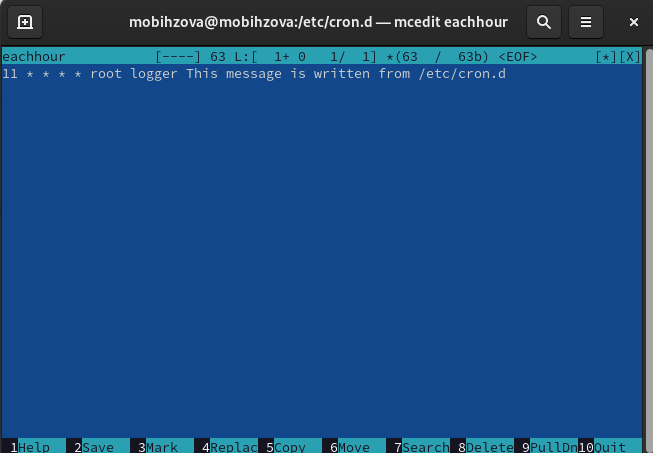 mobihzova@mobihzova:/etc/cron.d — mcedit eachhour
eachhour [----] 63 L:[ 1+ 0 1/ 1] *(63 / 63b) <EOF> [*][X]
11 * * * * root logger This message is written from /etc/cron.d
1Help 2Save 3Mark 4Replac 5Copy 6Move 7Search 8Delete 9PullDn 10Quit